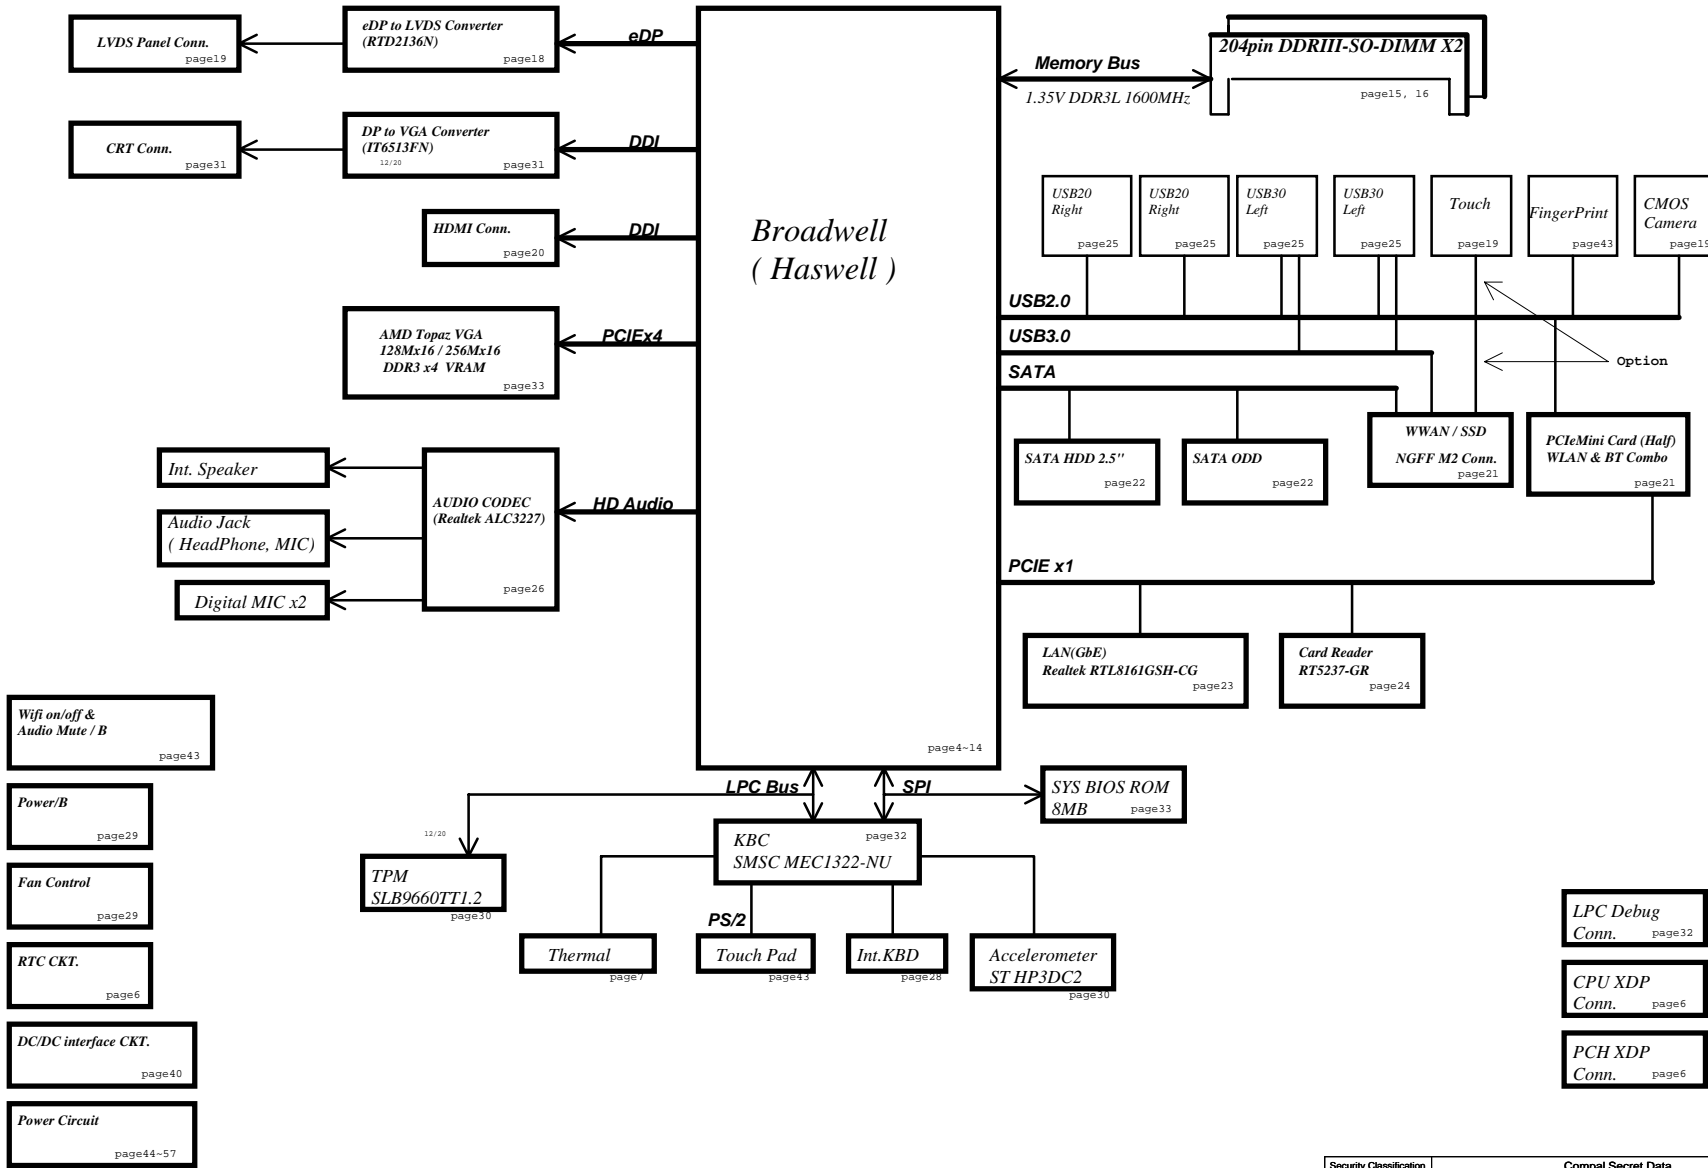 LVDS Panel Conn.
page19
eDP to LVDS Converter
(RTD2136N)
page18
eDP
CRT Conn.
page31
DP to VGA Converter
(IT6513FN)
12/20
page31
DDI
HDMI Conn.
page20
DDI
AMD Topaz VGA
128Mx16 / 256Mx16
DDR3 x4 VRAM
page33
PCIEx4
Int. Speaker
Audio Jack
( HeadPhone, MIC)
Digital MIC x2
AUDIO CODEC
(Realtek ALC3227)
page26
HD Audio
Broadwell
( Haswell )
page4~14
Memory Bus
1.35V DDR3L 1600MHz
204pin DDRIII-SO-DIMM X2
page15, 16
USB20
Right
page25
USB20
Right
page25
USB30
Left
page25
USB30
Left
page25
Touch
page19
FingerPrint
page43
CMOS
Camera
page19
USB2.0
USB3.0
SATA
Option
SATA HDD 2.5"
page22
SATA ODD
page22
WWAN / SSD
NGFF M2 Conn.
page21
PCIeMini Card (Half)
WLAN & BT Combo
page21
PCIE x1
LAN(GbE)
Realtek RTL8161GSH-CG
page23
Card Reader
RT5237-GR
page24
Wifi on/off &
Audio Mute / B
page43
Power/B
page29
Fan Control
page29
RTC CKT.
page6
DC/DC interface CKT.
page40
Power Circuit
page44~57
LPC Bus
SPI
SYS BIOS ROM
8MB
page33
12/20
TPM
SLB9660TT1.2
page30
KBC
page32
SMSC MEC1322-NU
PS/2
Thermal
page7
Touch Pad
page43
Int.KBD
page28
Accelerometer
ST HP3DC2
page30
LPC Debug
Conn.
page32
CPU XDP
Conn.
page6
PCH XDP
Conn.
page6
Security Classification
Compal Secret Data